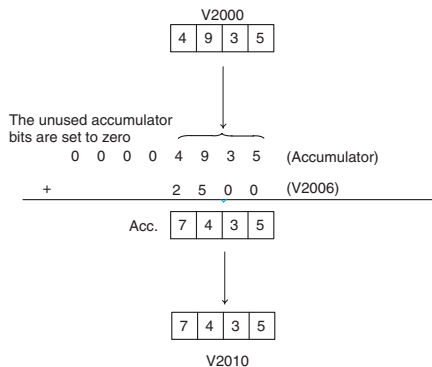 V2000
4 9 3 5
The unused accumulator
bits are set to zero
0 0 0 0 4 9 3 5 (Accumulator)
+ 2 5 0 0 (V2006)
Acc. 7 4 3 5
7 4 3 5
V2010